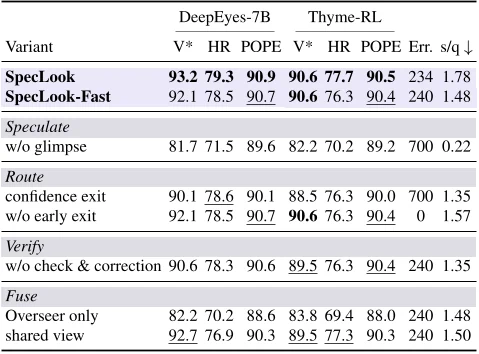 DeepEyes-7B Thyme-RL
Variant V* HR POPE V* HR POPE Err. s/q ↓
SpecLook 93.2 79.3 90.9 90.6 77.7 90.5 234 1.78
SpecLook-Fast 92.1 78.5 90.7 90.6 76.3 90.4 240 1.48
Speculate
w/o glimpse 81.7 71.5 89.6 82.2 70.2 89.2 700 0.22
Route
confidence exit 90.1 78.6 90.1 88.5 76.3 90.0 700 1.35
w/o early exit 92.1 78.5 90.7 90.6 76.3 90.4 0 1.57
Verify
w/o check & correction 90.6 78.3 90.6 89.5 76.3 90.4 240 1.35
Fuse
Overseer only 82.2 70.2 88.6 83.8 69.4 88.0 240 1.48
shared view 92.7 76.9 90.3 89.5 77.3 90.3 240 1.50